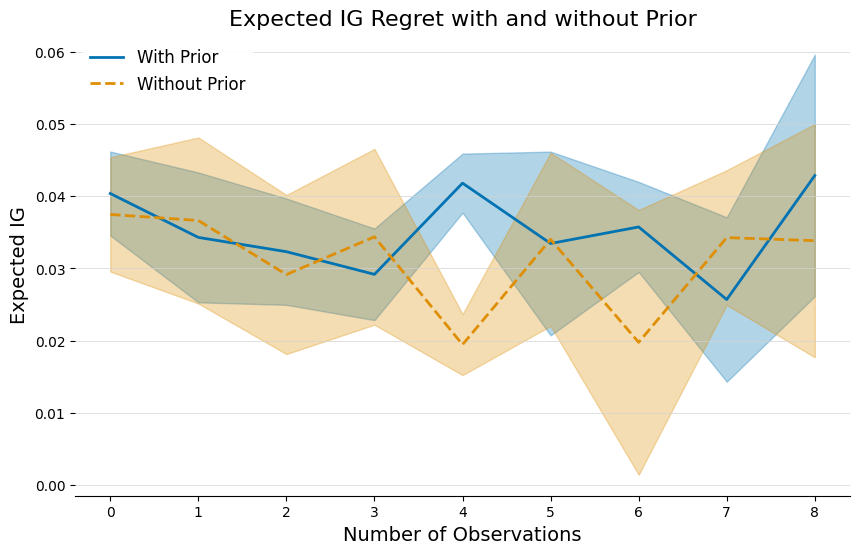 Expected IG Regret with and without Prior
With Prior
Without Prior
Expected IG
0.06
0.05
0.04
0.03
0.02
0.01
0.00
0 1 2 3 4 5 6 7 8
Number of Observations